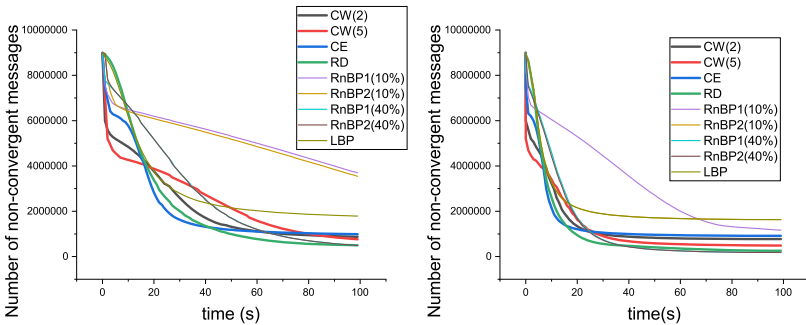 CW(2)
CW(5)
CE
RD
RnBP1(10%)
RnBP2(10%)
RnBP1(40%)
RnBP2(40%)
LBP
Number of non-convergent messages
10000000
8000000
6000000
4000000
2000000
0
0
20
40
60
80
100
time (s)
CW(2)
CW(5)
CE
RD
RnBP1(10%)
RnBP2(10%)
RnBP1(40%)
RnBP2(40%)
LBP
Number of non-convergent messages
10000000
8000000
6000000
4000000
2000000
0
0
20
40
60
80
100
time(s)